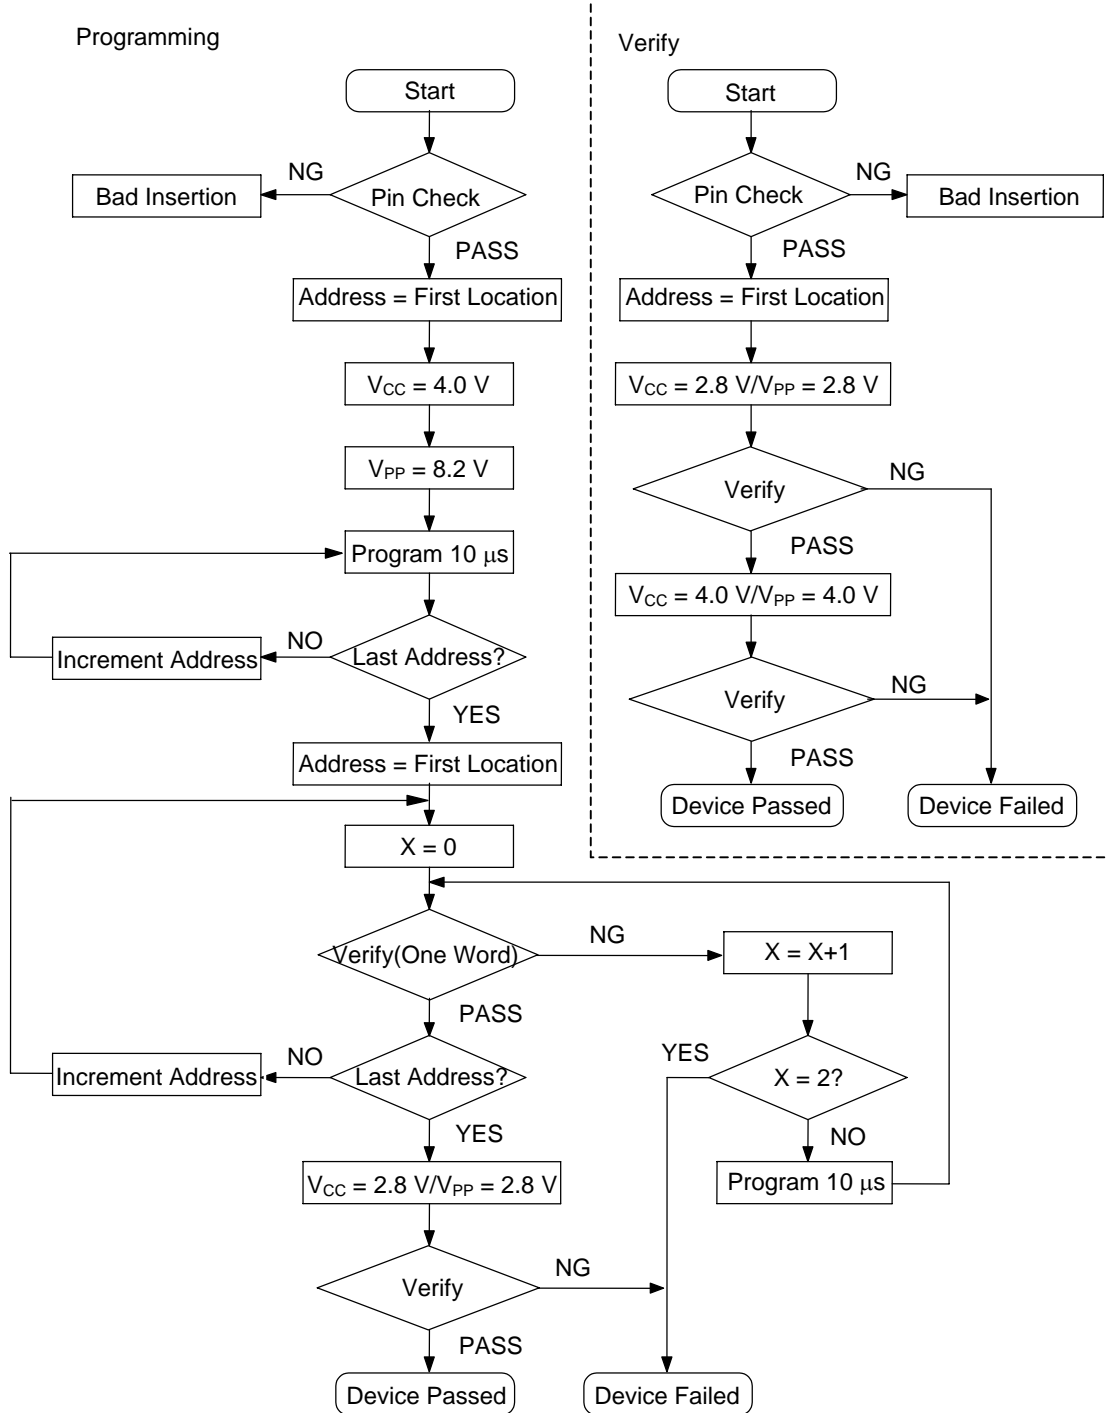 Programming
Start
NG
Bad Insertion
Pin Check
PASS
Address = First Location
VCC = 4.0 V
VPP = 8.2 V
Program 10 μs
NO
Increment Address
Last Address?
YES
Address = First Location
X = 0
Verify(One Word)
NG
X = X+1
PASS
NO
Increment Address
Last Address?
YES
X = 2?
YES
NO
VCC = 2.8 V/VPP = 2.8 V
Program 10 μs
Verify
NG
PASS
Device Passed
Device Failed
Verify
Start
Pin Check
NG
Bad Insertion
PASS
Address = First Location
VCC = 2.8 V/VPP = 2.8 V
Verify
NG
PASS
VCC = 4.0 V/VPP = 4.0 V
Verify
NG
PASS
Device Passed
Device Failed